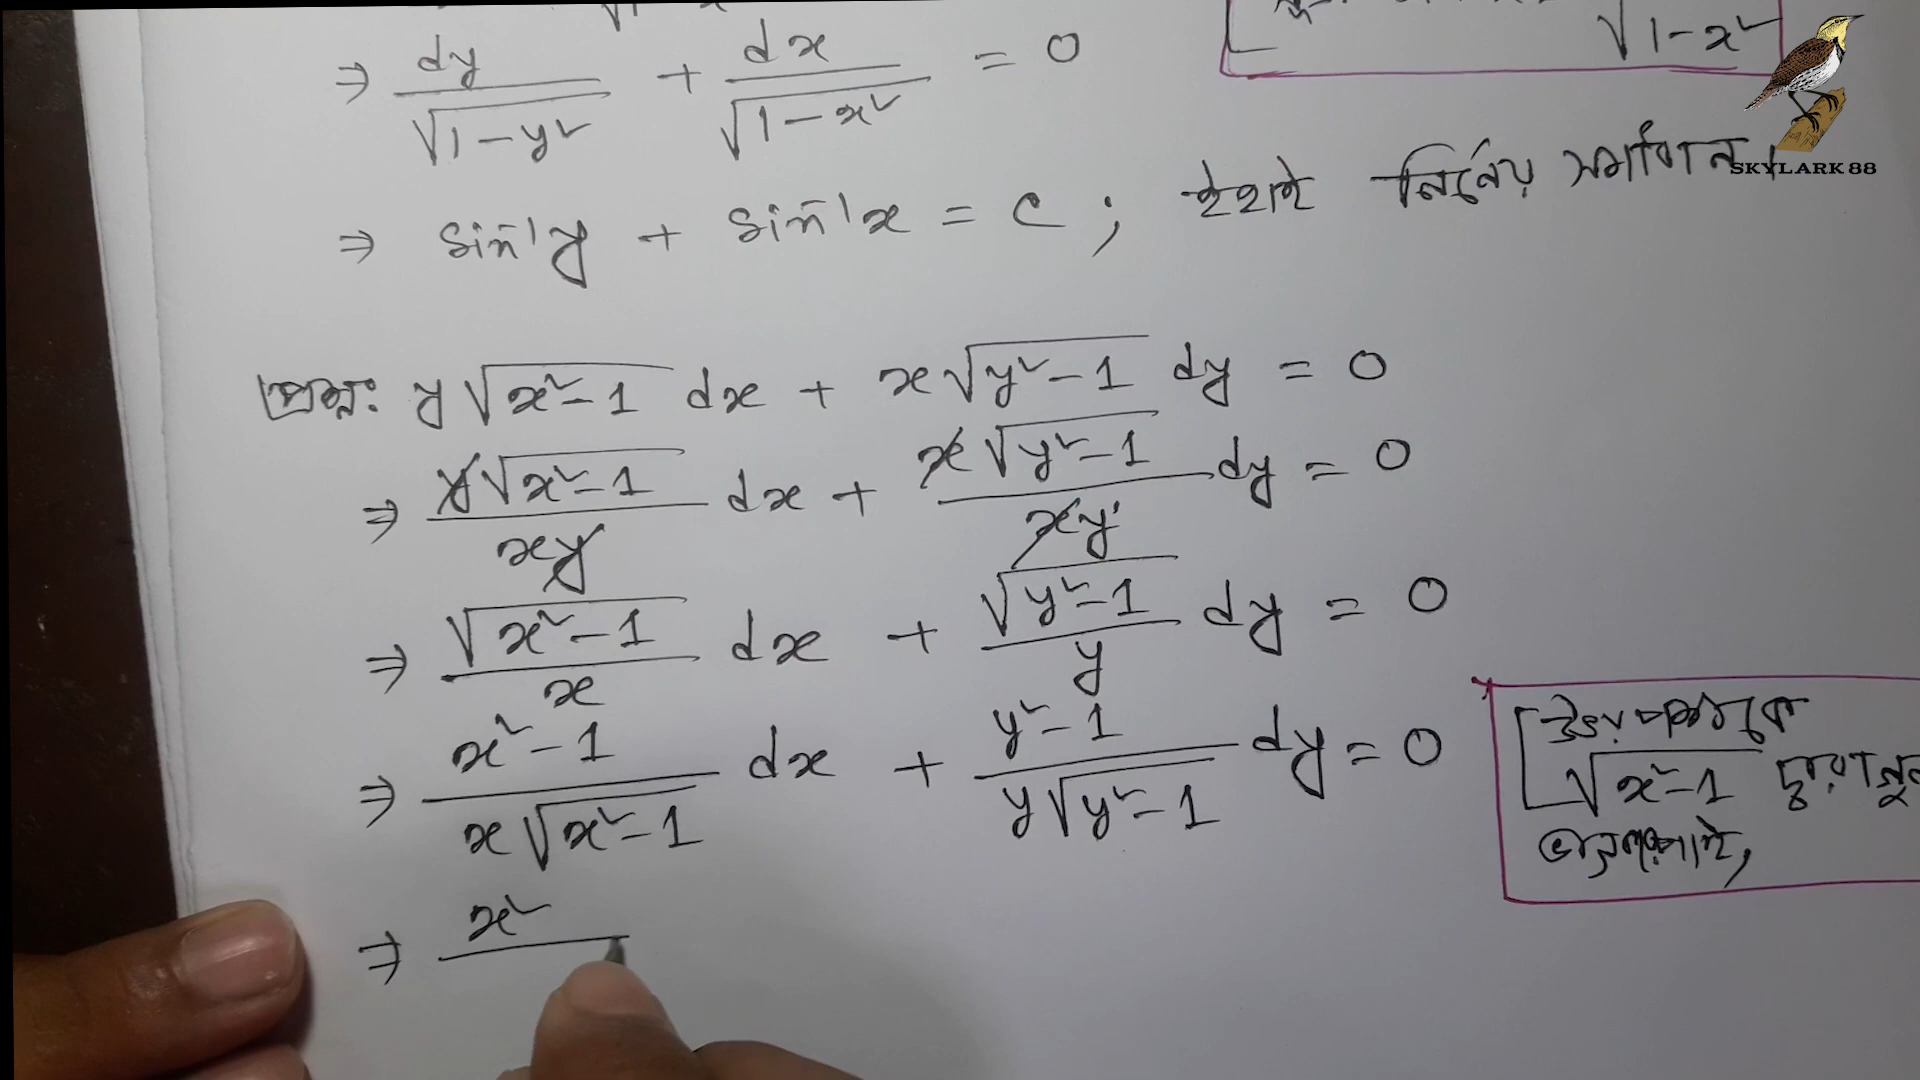 ⇒ dy/√(1-y²) + dx/√(1-x²) = 0
√(1-x²)
SKYLARK 88
⇒ sin⁻¹y + sin⁻¹x = c ; ইহাই নির্নেয় সমাধান।
প্রশ্ন: y√(x²-1) dx + x√(y²-1) dy = 0
⇒ y√(x²-1)/xy dx + x√(y²-1)/xy dy = 0
⇒ √(x²-1)/x dx + √(y²-1)/y dy = 0
⇒ (x²-1)/(x√(x²-1)) dx + (y²-1)/(y√(y²-1)) dy = 0
[উভয়পক্ষকে
√(x²-1) দ্বারা
⇒ x²